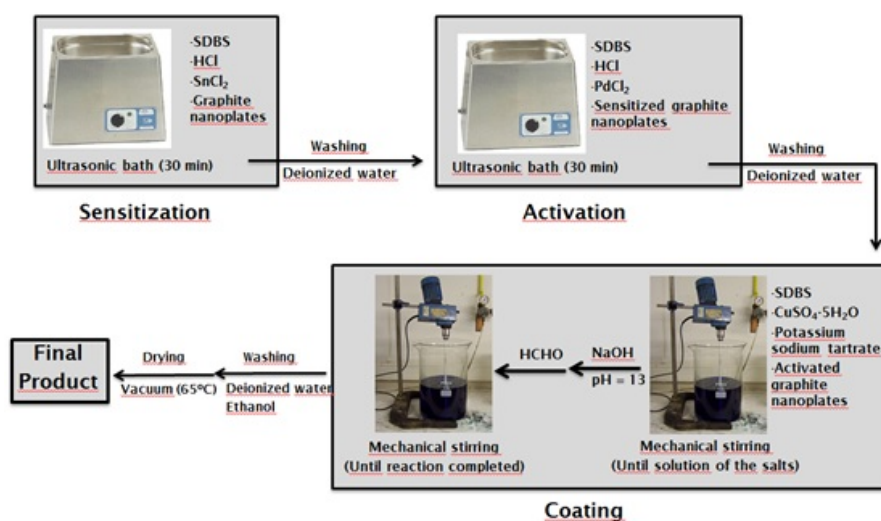 -SDBS
-HCl
-SnCl2
-Graphite
nanoplates
Ultrasonic bath (30 min)
Sensitization
Washing
Deionized water
-SDBS
-HCl
-PdCl2
-Sensitized graphite
nanoplates
Ultrasonic bath (30 min)
Activation
Washing
Deionized water
-SDBS
-CuSO4-5H2O
-Potassium
sodium tartrate
-Activated
graphite
nanoplates
Mechanical stirring
(Until solution of the salts)
NaOH
pH = 13
HCHO
Mechanical stirring
(Until reaction completed)
Coating
Washing
Deionized water
Ethanol
Drying
Vacuum (65ºC)
Final
Product